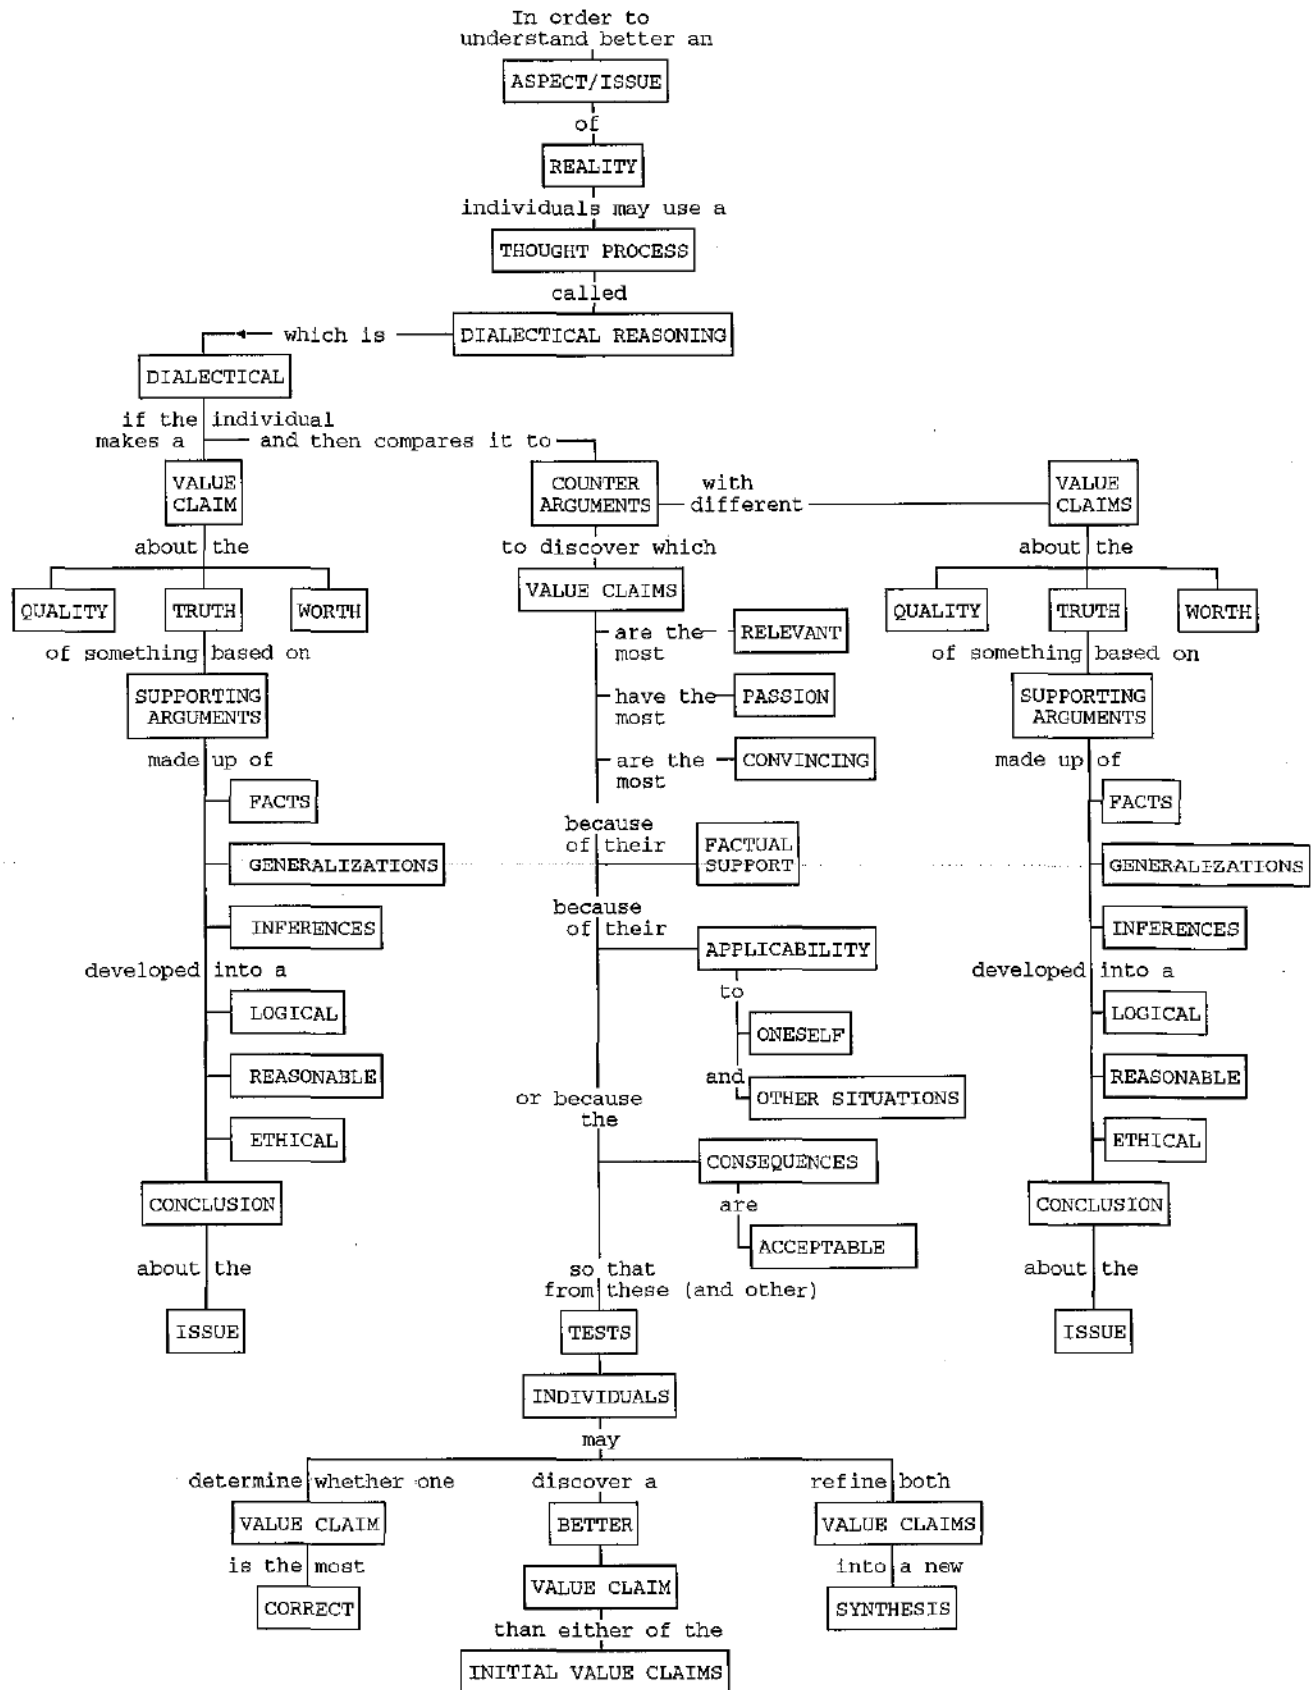 In order to
understand better an
ASPECT/ISSUE
of
REALITY
individuals may use a
THOUGHT PROCESS
called
DIALECTICAL REASONING
which is
DIALECTICAL
if the individual
makes a
and then compares it to
VALUE
CLAIM
about the
QUALITY
TRUTH
WORTH
of something based on
SUPPORTING
ARGUMENTS
made up of
FACTS
GENERALIZATIONS
INFERENCES
developed into a
LOGICAL
REASONABLE
ETHICAL
CONCLUSION
about the
ISSUE
COUNTER
ARGUMENTS
with
different
to discover which
VALUE CLAIMS
are the
most
RELEVANT
have the
most
PASSION
are the
most
CONVINCING
because
of their
FACTUAL
SUPPORT
because
of their
APPLICABILITY
to
ONESELF
and
OTHER SITUATIONS
or because
the
CONSEQUENCES
are
ACCEPTABLE
so that
from these (and other)
TESTS
INDIVIDUALS
may
VALUE
CLAIMS
about the
QUALITY
TRUTH
WORTH
of something based on
SUPPORTING
ARGUMENTS
made up of
FACTS
GENERALIZATIONS
INFERENCES
developed into a
LOGICAL
REASONABLE
ETHICAL
CONCLUSION
about the
ISSUE
determine whether one
VALUE CLAIM
is the most
CORRECT
discover a
BETTER
VALUE CLAIM
than either of the
INITIAL VALUE CLAIMS
refine both
VALUE CLAIMS
into a new
SYNTHESIS